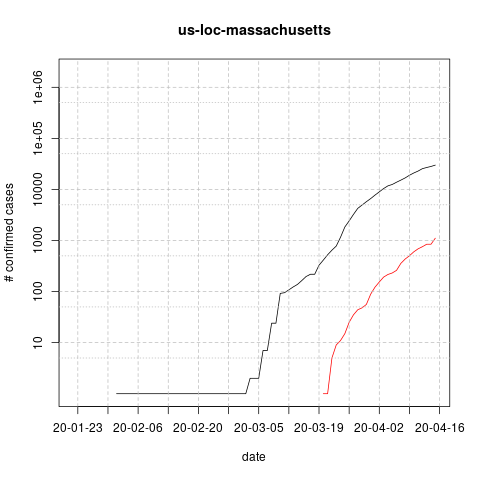 us-loc-massachusetts
# confirmed cases
1e+06
1e+05
10000
1000
100
10
20-01-23 20-02-06 20-02-20 20-03-05 20-03-19 20-04-02 20-04-16
date